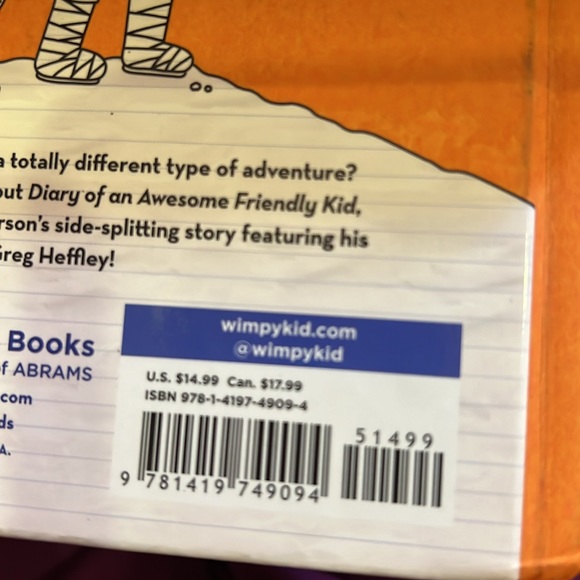 a totally different type of adventure?
out Diary of an Awesome Friendly Kid,
rson's side-splitting story featuring his
Greg Heffley!
wimpykid.com
@wimpykid
Books
of ABRAMS
.com
ds
A.
U.S. $14.99 Can. $17.99
ISBN 978-1-4197-4909-4
51499
9 781419 749094